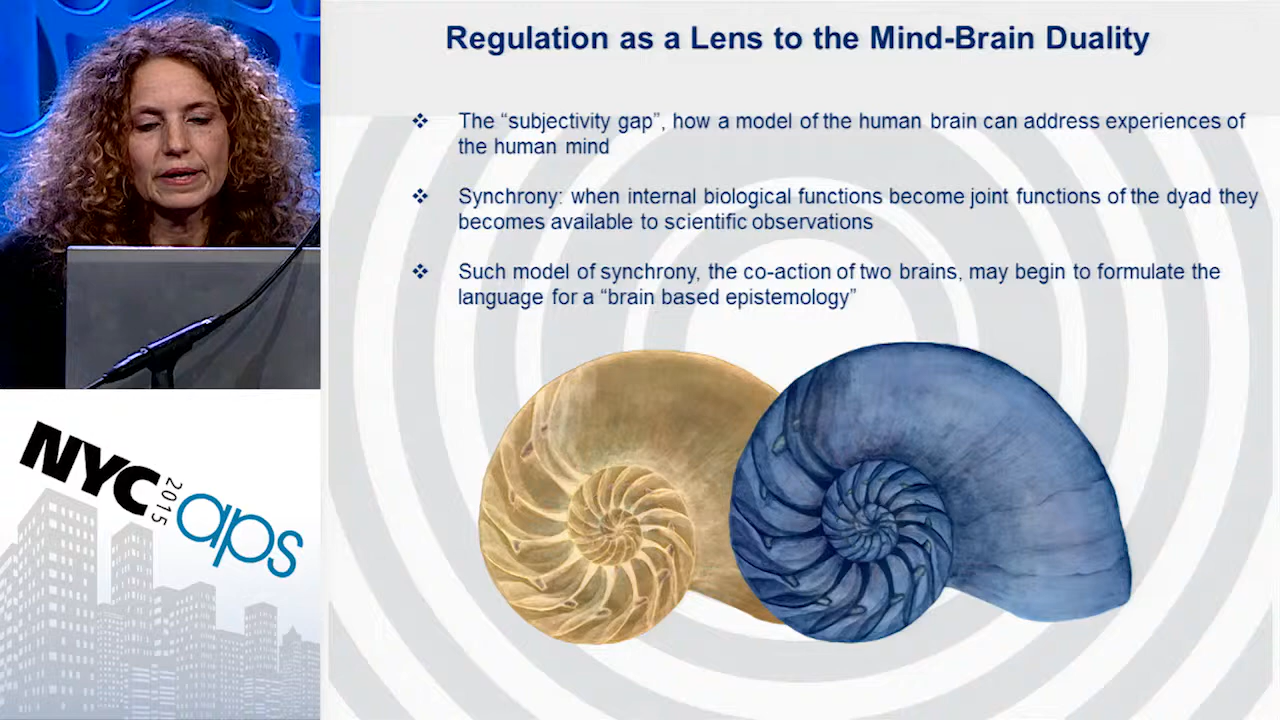 Regulation as a Lens to the Mind-Brain Duality
The “subjectivity gap”, how a model of the human brain can address experiences of
the human mind
Synchrony: when internal biological functions become joint functions of the dyad they
becomes available to scientific observations
Such model of synchrony, the co-action of two brains, may begin to formulate the
language for a “brain based epistemology”
NYC
2015
aps